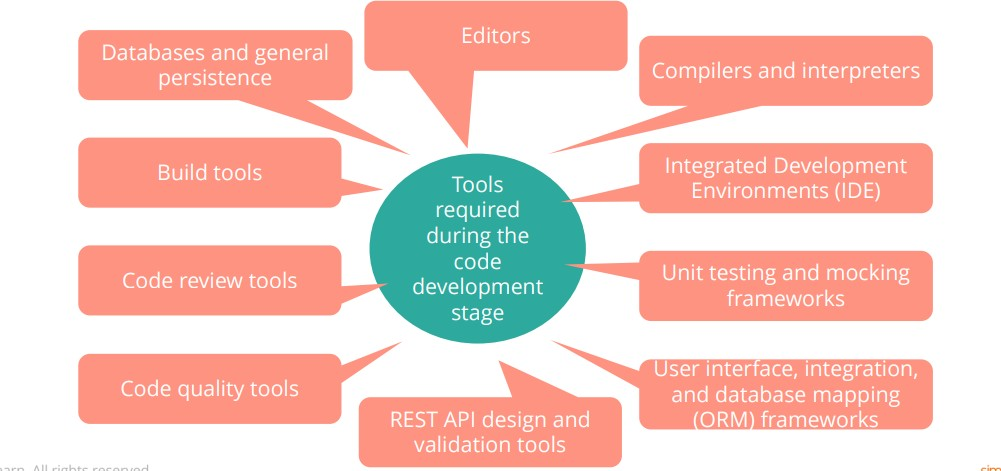 Editors
Databases and general
persistence
Compilers and interpreters
Build tools
Integrated Development
Environments (IDE)
Tools
required
during the
code
development
stage
Code review tools
Unit testing and mocking
frameworks
Code quality tools
User interface, integration,
and database mapping
(ORM) frameworks
REST API design and
validation tools
All rights reserved